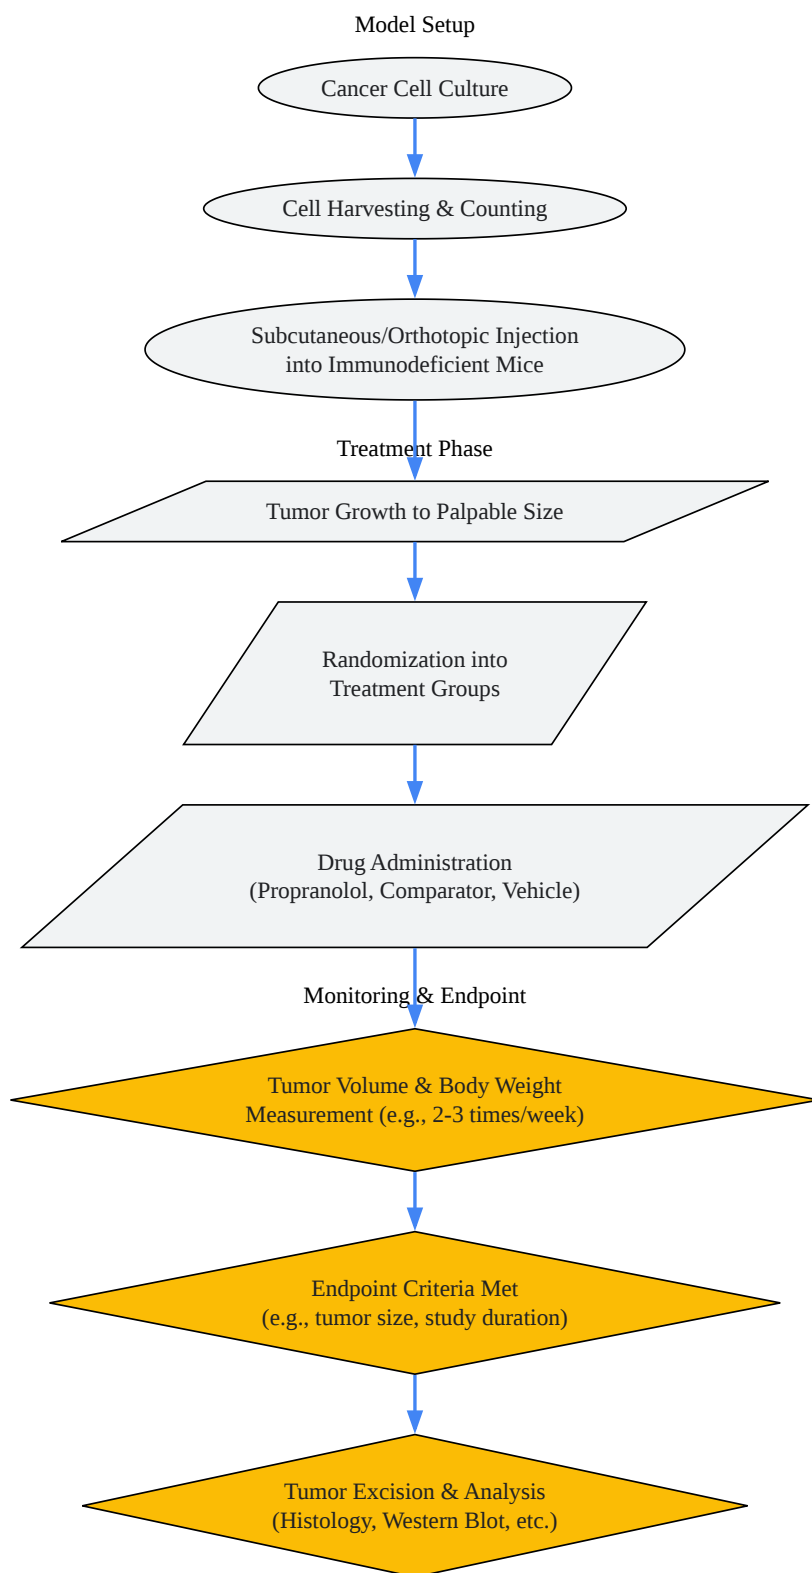 Model Setup
Cancer Cell Culture
Cell Harvesting & Counting
Subcutaneous/Orthotopic Injection
into Immunodeficient Mice
Treatment Phase
Tumor Growth to Palpable Size
Randomization into
Treatment Groups
Drug Administration
(Propranolol, Comparator, Vehicle)
Monitoring & Endpoint
Tumor Volume & Body Weight
Measurement (e.g., 2-3 times/week)
Endpoint Criteria Met
(e.g., tumor size, study duration)
Tumor Excision & Analysis
(Histology, Western Blot, etc.)